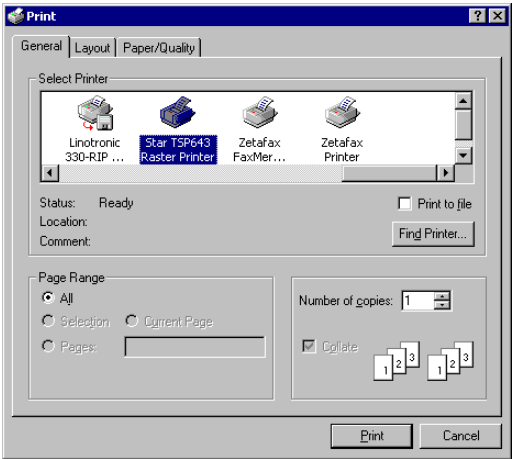 Print
General Layout Paper/Quality
Select Printer
Linotronic 330-RIP ...
Star TSP643 Raster Printer
Zetafax FaxMer...
Zetafax Printer
Status: Ready
Print to file
Location:
Comment:
Find Printer...
Page Range
All
Selection Current Page
Pages:
Number of copies: 1
Collate
1 2 3 1 2 3
Print Cancel